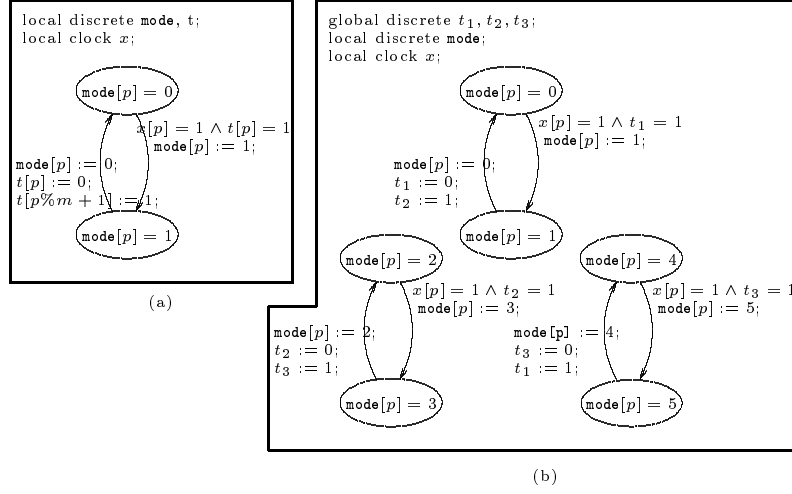 local discrete mode, t;
local clock x;
mode[p] = 0
x[p] = 1 ∧ t[p] = 1
mode[p] := 1;
mode[p] := 0;
t[p] := 0;
t[p%m + 1] := 1;
mode[p] = 1
(a)
global discrete t₁, t₂, t₃;
local discrete mode;
local clock x;
mode[p] = 0
x[p] = 1 ∧ t₁ = 1
mode[p] := 1;
mode[p] := 0;
t₁ := 0;
t₂ := 1;
mode[p] = 1
mode[p] = 2
x[p] = 1 ∧ t₂ = 1
mode[p] := 3;
mode[p] := 2;
t₂ := 0;
t₃ := 1;
mode[p] = 3
mode[p] = 4
x[p] = 1 ∧ t₃ = 1
mode[p] := 5;
mode[p] := 4;
t₃ := 0;
t₁ := 1;
mode[p] = 5
(b)